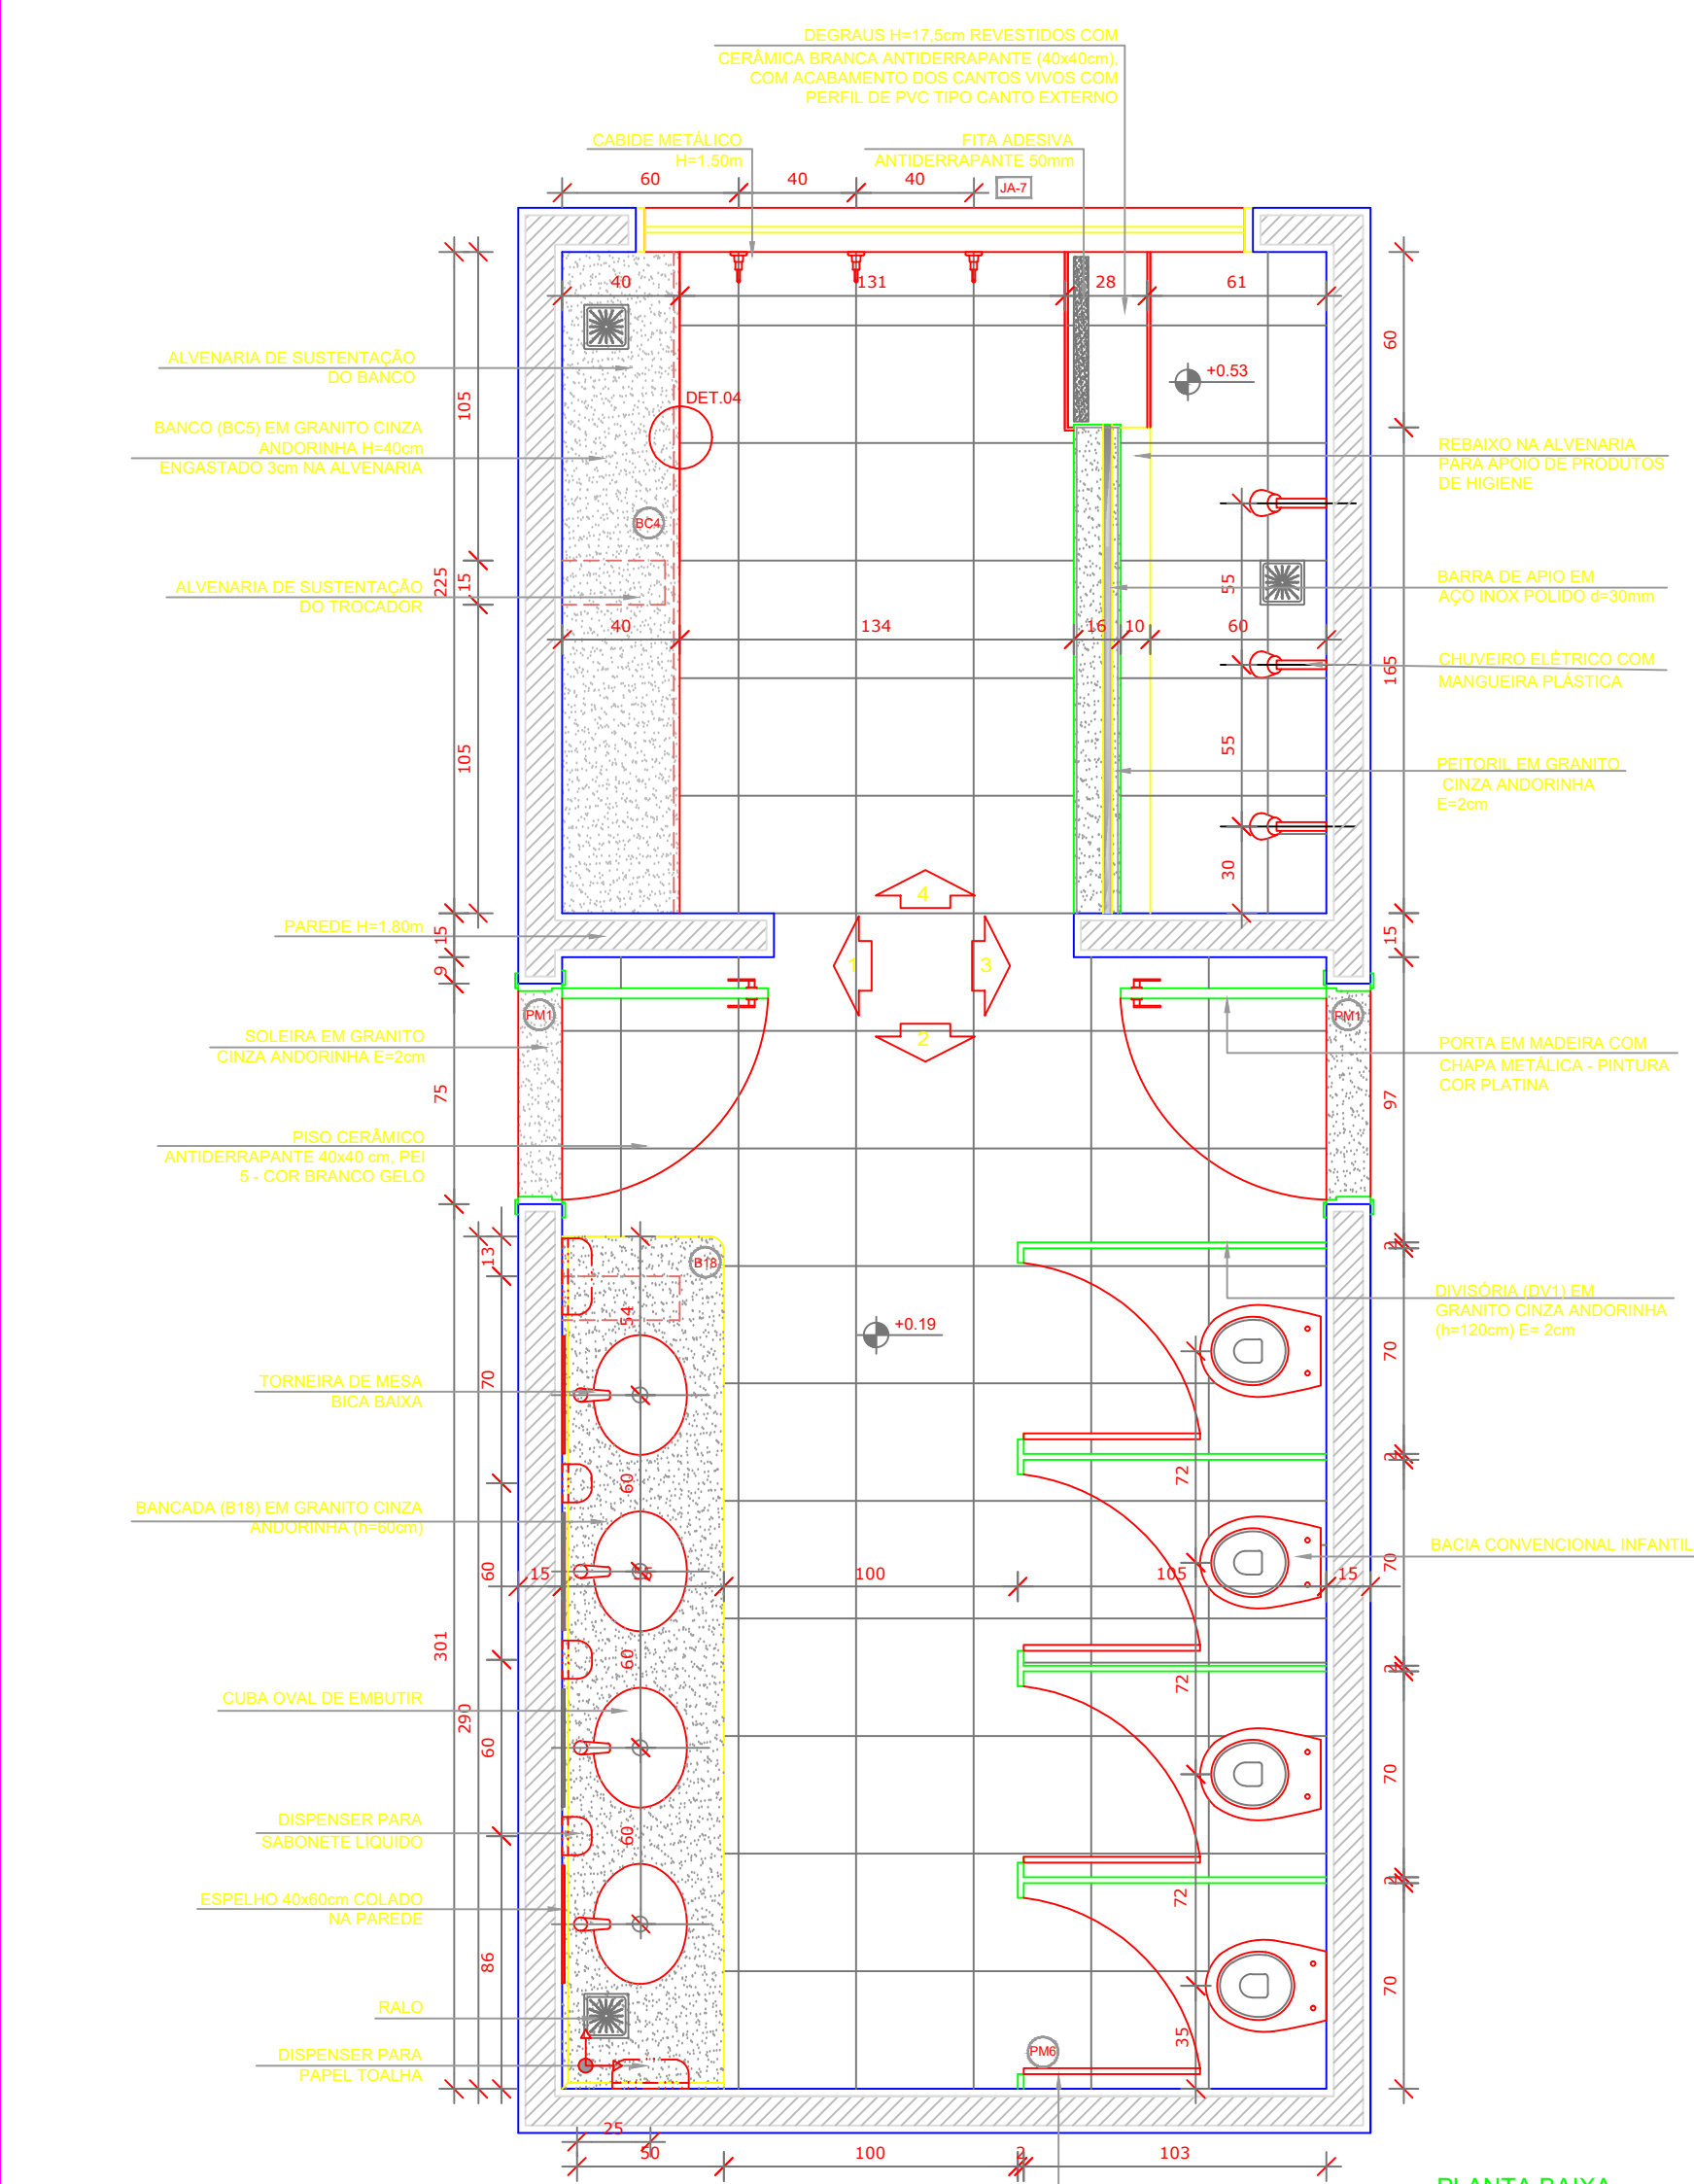 DEGRAUS H=17,5cm REVESTIDOS COM
CERÂMICA BRANCA ANTIDERRAPANTE (40x40cm),
COM ACABAMENTO DOS CANTOS VIVOS COM
PERFIL DE PVC TIPO CANTO EXTERNO
CABIDE METÁLICO
H=1.50m
FITA ADESIVA
ANTIDERRAPANTE 50mm
60
40
40
JA-7
40
131
28
61
+0.53
DET.04
BC4
ALVENARIA DE SUSTENTAÇÃO
DO BANCO
BANCO (BC5) EM GRANITO CINZA
ANDORINHA H=40cm
ENGASTADO 3cm NA ALVENARIA
ALVENARIA DE SUSTENTAÇÃO
DO TROCADOR
105
225
15
105
60
REBAIXO NA ALVENARIA
PARA APOIO DE PRODUTOS
DE HIGIENE
BARRA DE APIO EM
AÇO INOX POLIDO d=30mm
CHUVEIRO ELÉTRICO COM
MANGUEIRA PLÁSTICA
PEITORIL EM GRANITO
CINZA ANDORINHA
E=2cm
40
134
16
10
60
55
165
55
30
PAREDE H=1.80m
15
9
15
4
1
3
2
PM1
PM1
SOLEIRA EM GRANITO
CINZA ANDORINHA E=2cm
75
PISO CERÂMICO
ANTIDERRAPANTE 40x40 cm, PEI
5 - COR BRANCO GELO
PORTA EM MADEIRA COM
CHAPA METÁLICA - PINTURA
COR PLATINA
97
B18
13
54
+0.19
DIVISÓRIA (DV1) EM
GRANITO CINZA ANDORINHA
(h=120cm) E= 2cm
TORNEIRA DE MESA
BICA BAIXA
70
70
60
72
BANCADA (B18) EM GRANITO CINZA
ANDORINHA (h=60cm)
BACIA CONVENCIONAL INFANTIL
60
70
15
100
105
15
301
60
72
CUBA OVAL DE EMBUTIR
290
60
70
DISPENSER PARA
SABONETE LÍQUIDO
60
72
ESPELHO 40x60cm COLADO
NA PAREDE
86
70
RALO
35
DISPENSER PARA
PAPEL TOALHA
PM6
25
50
100
2
103
PLANTA BAIXA